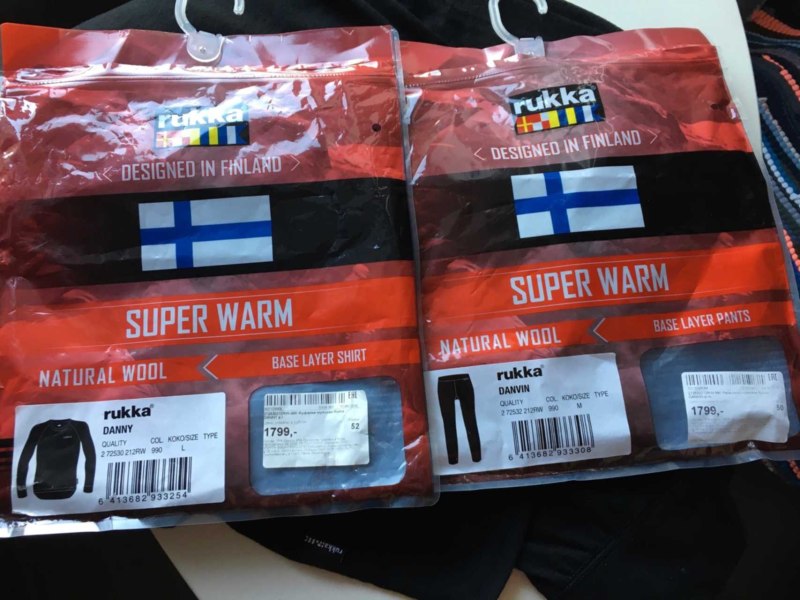 rukka
DESIGNED IN FINLAND
SUPER WARM
NATURAL WOOL
BASE LAYER SHIRT
rukka
DANNY
QUALITY COL. KOKO/SIZE TYPE
2 72530 212RW 990 L
6 413682 933254
1799,-
52
rukka
DESIGNED IN FINLAND
SUPER WARM
NATURAL WOOL
BASE LAYER PANTS
rukka
DANVIN
QUALITY COL. KOKO/SIZE TYPE
2 72532 212RW 990 M
6 413682 933308
1799,-
50
rukka